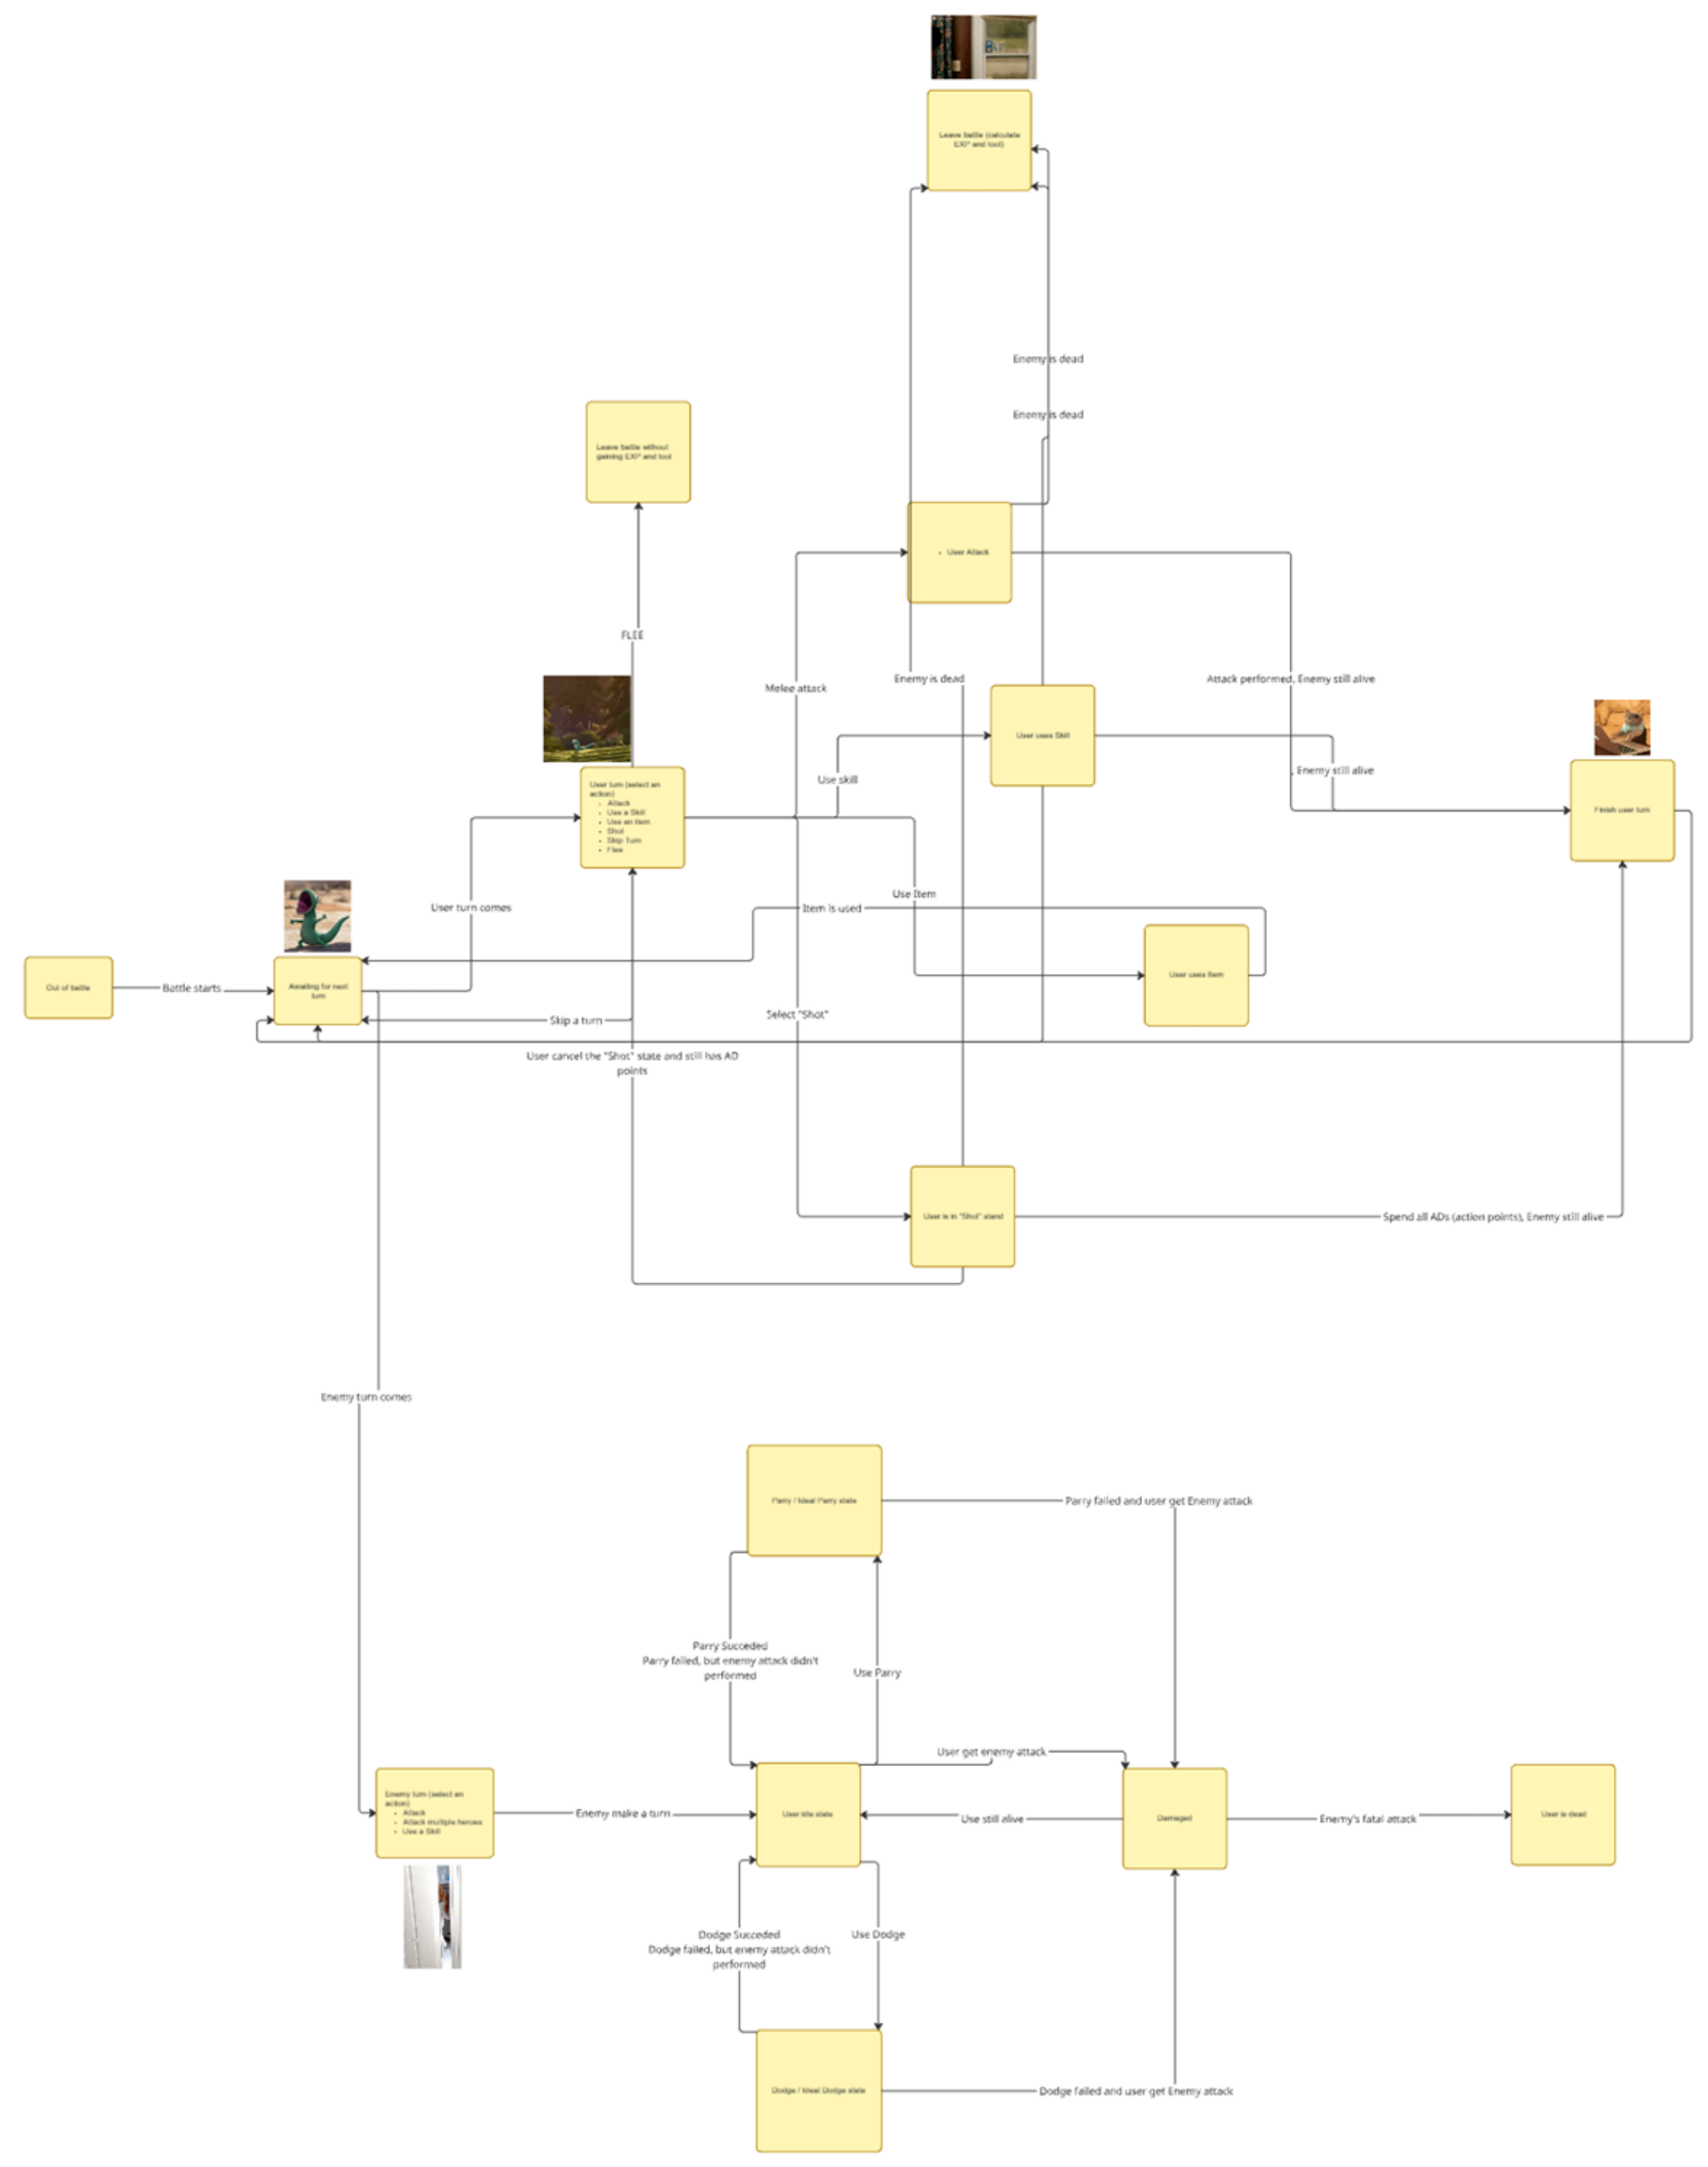 Bar
Leave battle (calculate
EXP and loot)
Enemy is dead
Enemy is dead
Leave battle without
gaining EXP and loot
User Attack
FLEE
Melee attack
Enemy is dead
Attack performed, Enemy still alive
User uses Skill
Use skill
Enemy still alive
Finish user turn
User turn (select an
action)
Attack
Use a Skill
Use an item
Shot
Skip Turn
Flee
User turn comes
Use Item
Item is used
User uses Item
Out of battle
Battle starts
Awaiting for next
turn
Skip a turn
Select "Shot"
User cancel the "Shot" state and still has AD
points
User is in "Shot" stand
Spend all ADs (action points), Enemy still alive
Enemy turn comes
Parry / Ideal Parry state
Parry failed and user get Enemy attack
Parry Succeded
Parry failed, but enemy attack didn't
performed
Use Parry
User get enemy attack
Enemy turn (select an
action)
Attack
Attack multiple heroes
Use a Skill
Enemy make a turn
User idle state
Use still alive
Damaged
Enemy's fatal attack
User is dead
Dodge Succeded
Dodge failed, but enemy attack didn't
performed
Use Dodge
Dodge / Ideal Dodge state
Dodge failed and user get Enemy attack